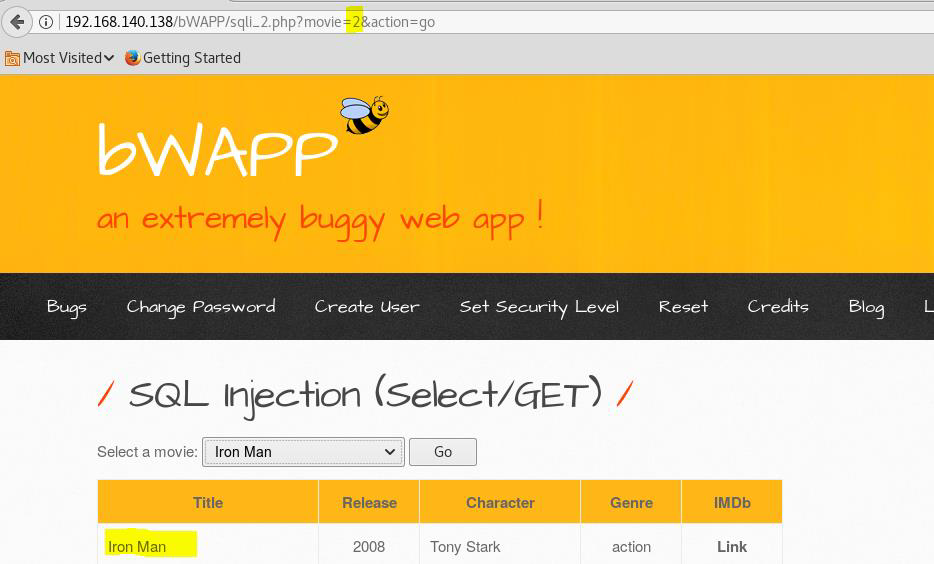 192.168.140.138/bWAPP/sqli_2.php?movie=2&action=go
Most Visited Getting Started
bWAPP
an extremely buggy web app !
Bugs Change Password Create User Set Security Level Reset Credits Blog L
/ SQL Injection (Select/GET) /
Select a movie: Iron Man Go
Title Release Character Genre IMDb
Iron Man 2008 Tony Stark action Link